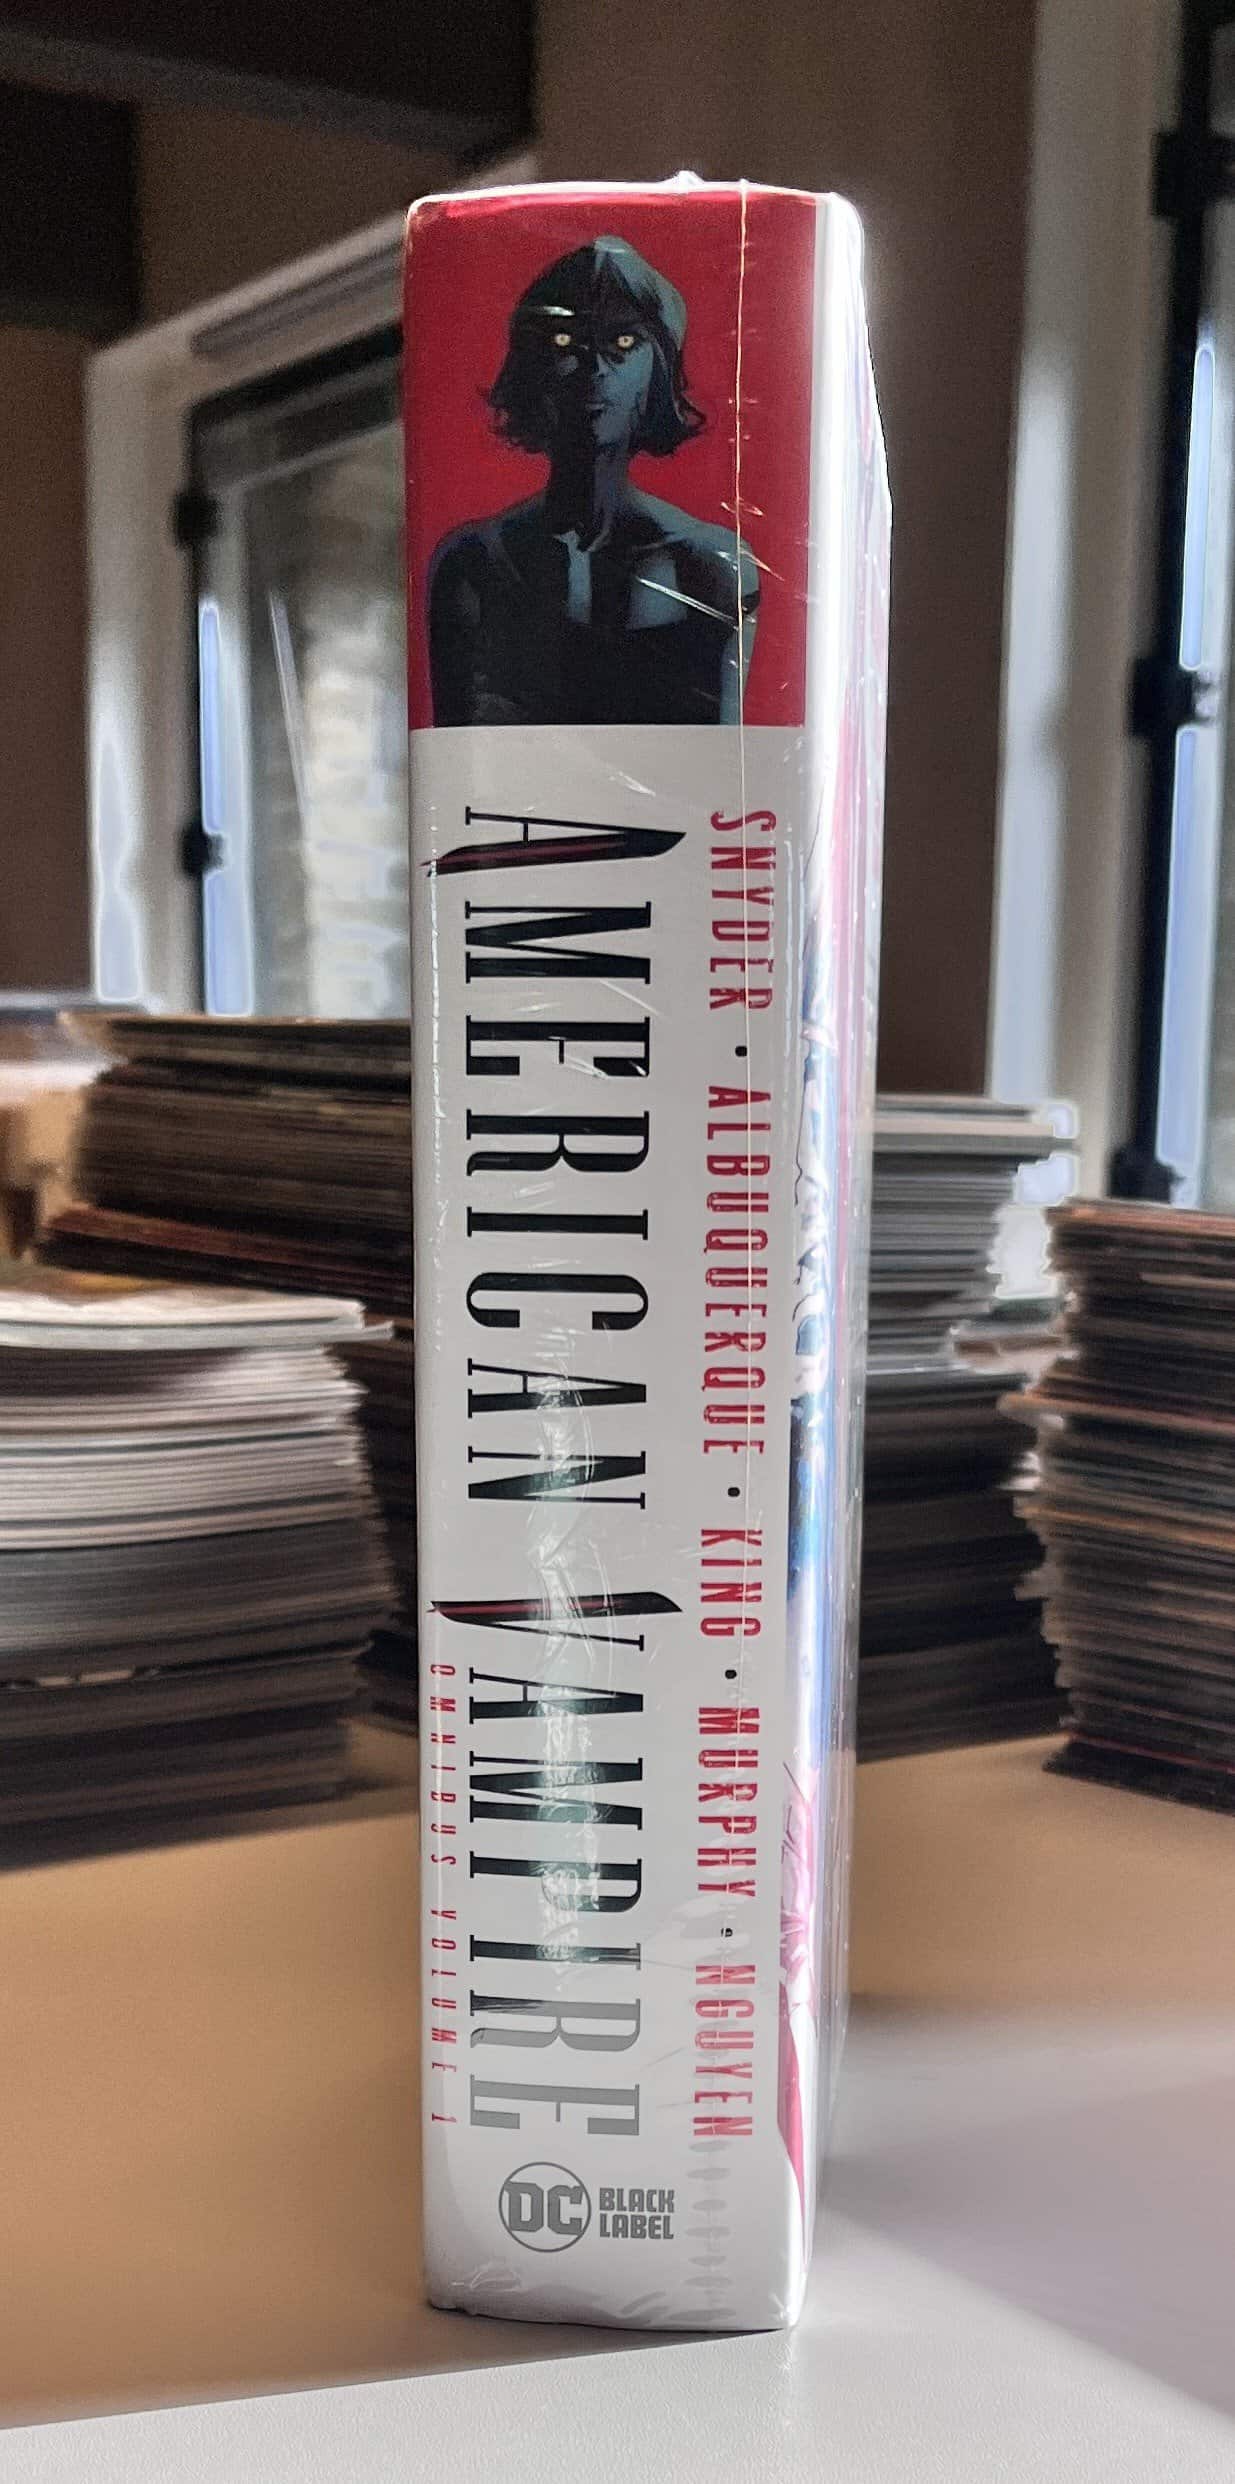 SNYDER • ALBUQUERQUE • KING • MURPHY • NGUYEN
AMERICAN VAMPIRE
OMNIBUS VOLUME 1
DC
BLACK
LABEL